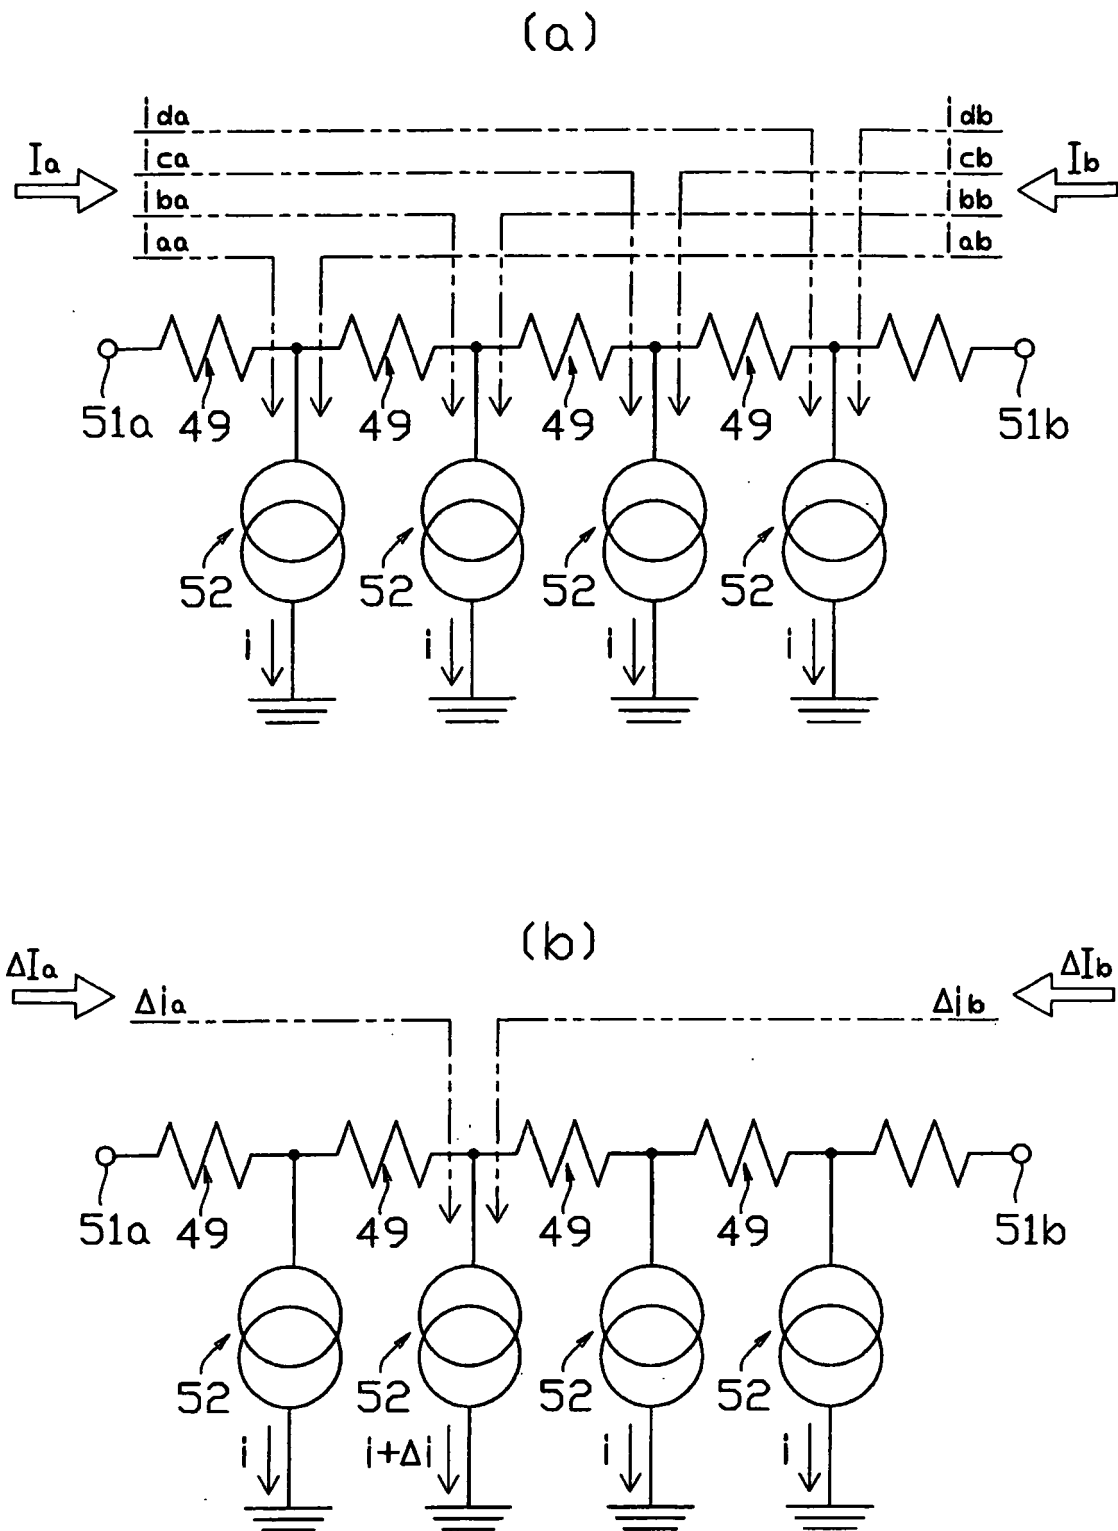 (a)
ida idb
Ia ica icb Ib
iba ibb
iaa iab
51a 49 49 49 49 51b
52 52 52 52
i i i i
(b)
ΔIa ΔIb
Δia Δib
51a 49 49 49 49 51b
52 52 52 52
i i+Δi i i